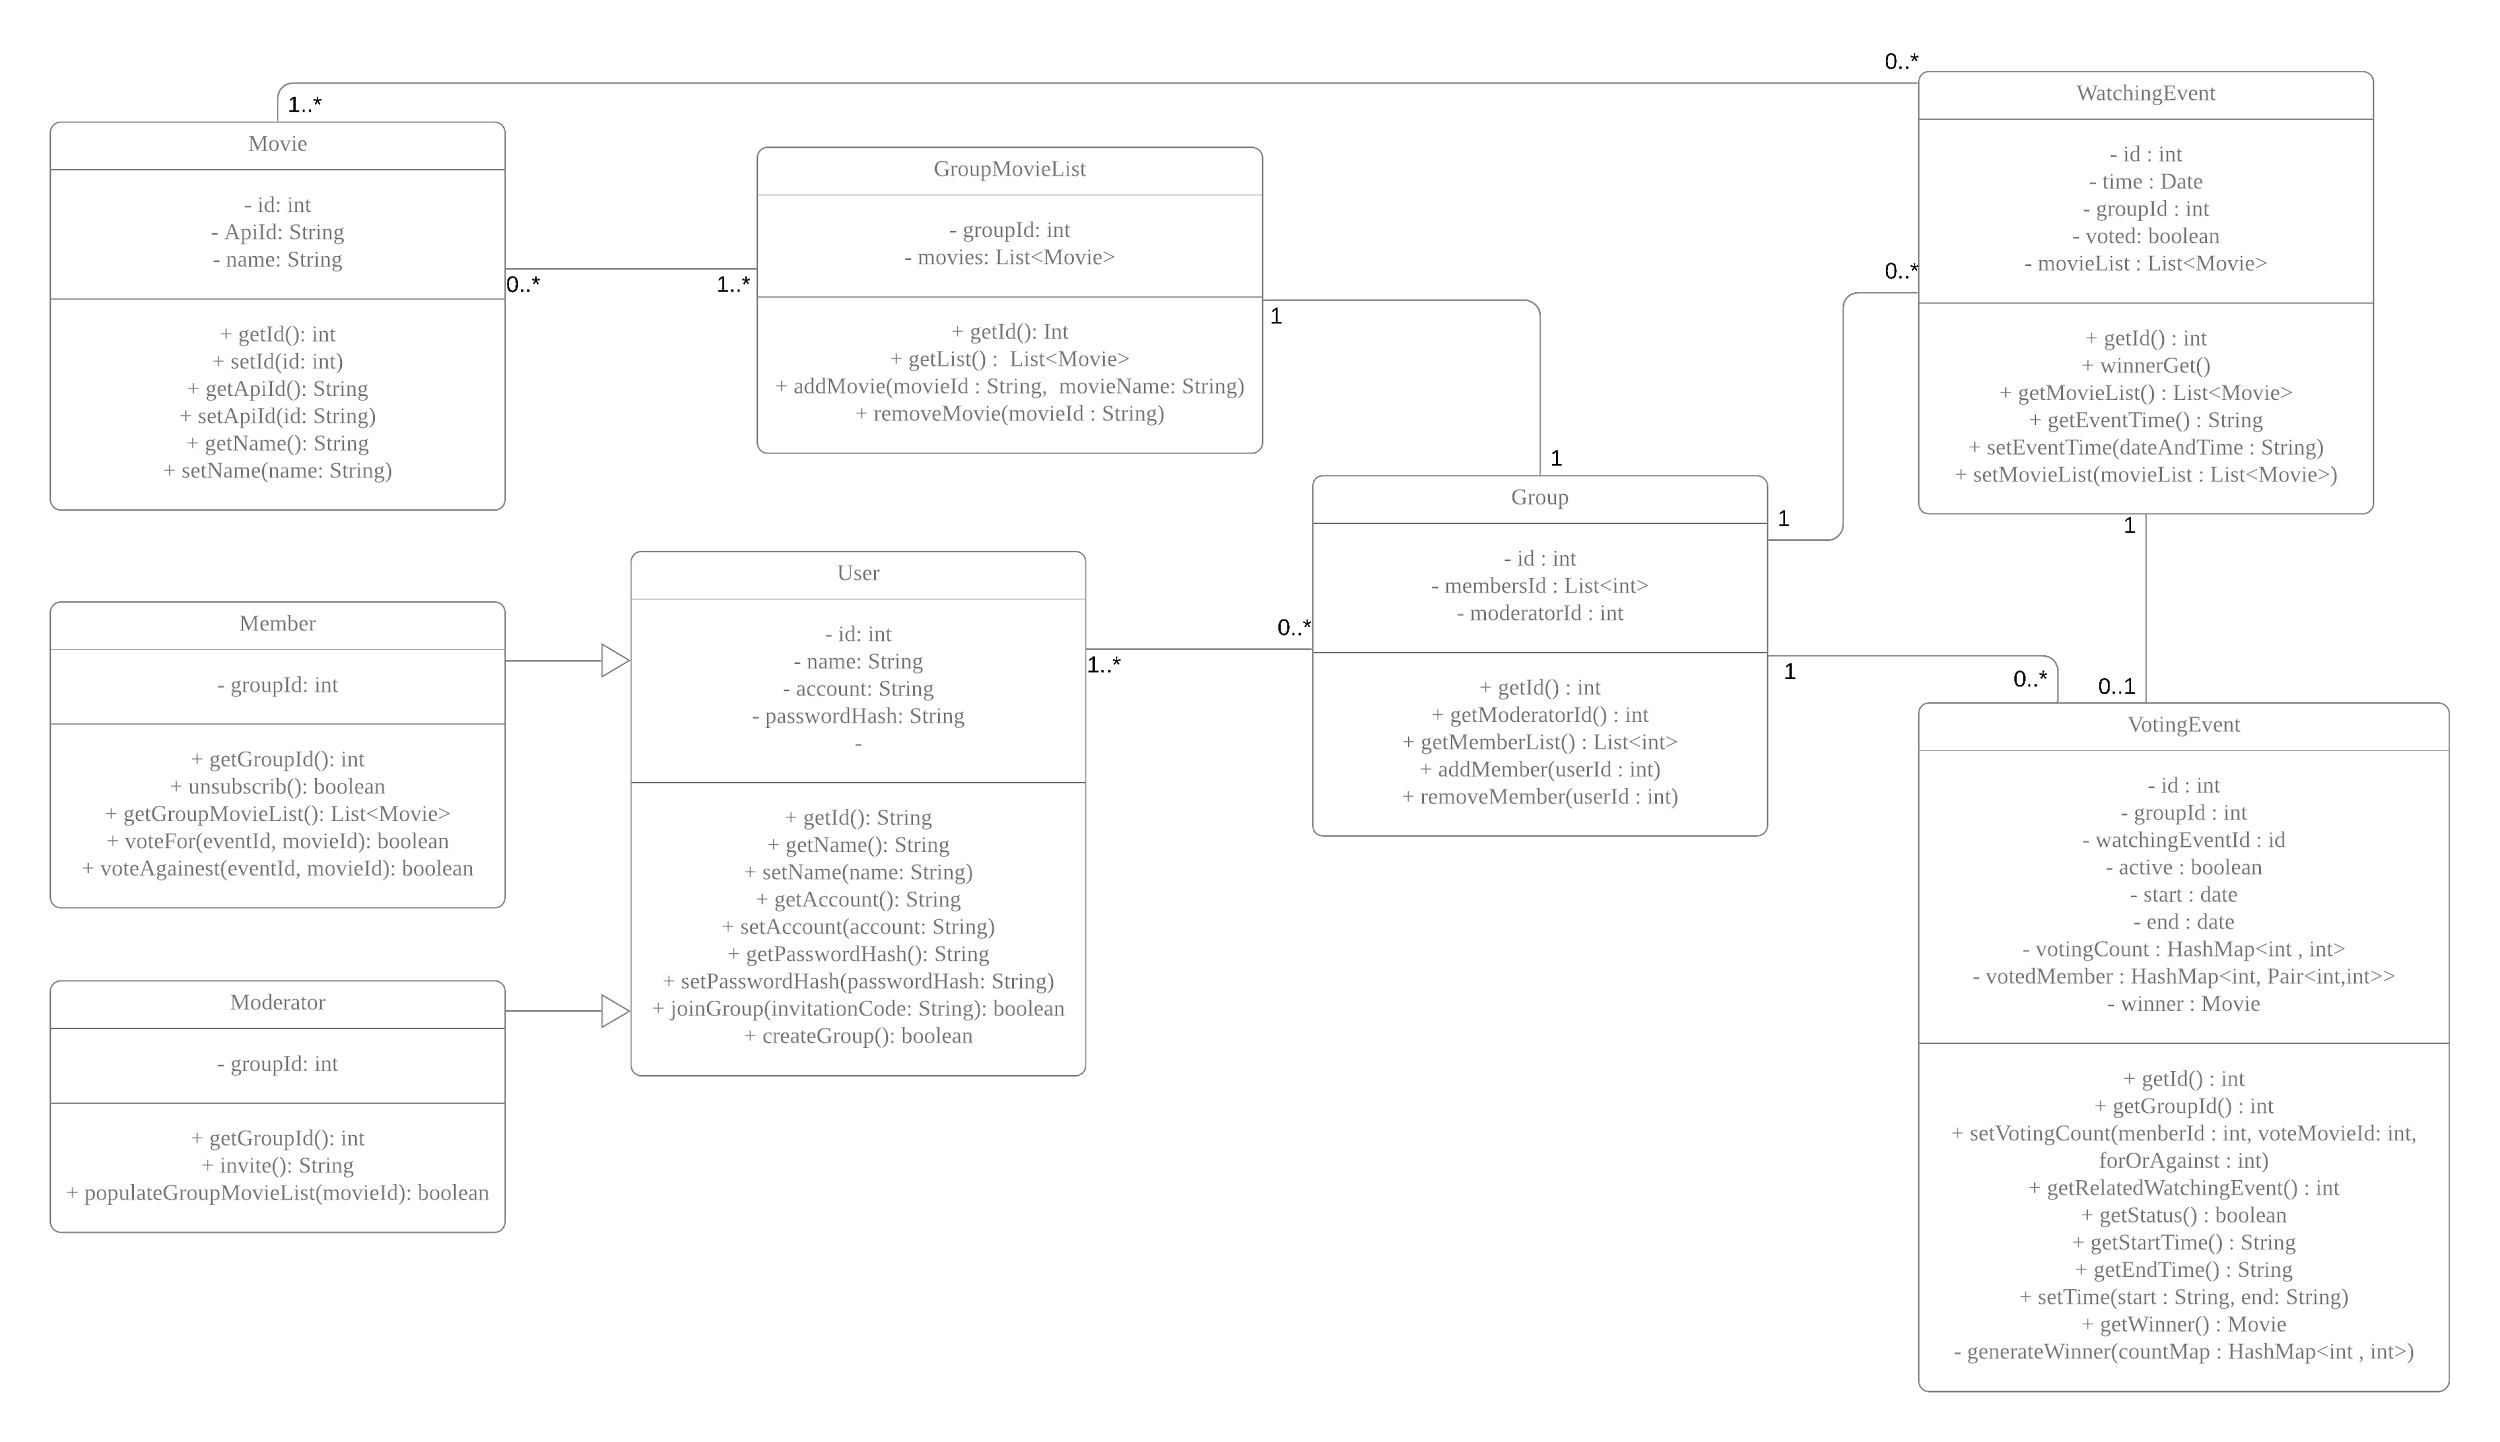 0..*
1..*
Movie
- id: int
- ApiId: String
- name: String
+ getId(): int
+ setId(id: int)
+ getApiId(): String
+ setApiId(id: String)
+ getName(): String
+ setName(name: String)
0..*
1..*
GroupMovieList
- groupId: int
- movies: List<Movie>
+ getId(): Int
+ getList() :  List<Movie>
+ addMovie(movieId : String,  movieName: String)
+ removeMovie(movieId : String)
1
1
WatchingEvent
- id : int
- time : Date
- groupId : int
- voted: boolean
- movieList : List<Movie>
+ getId() : int
+ winnerGet()
+ getMovieList() : List<Movie>
+ getEventTime() : String
+ setEventTime(dateAndTime : String)
+ setMovieList(movieList : List<Movie>)
0..*
1
1
0..1
Member
- groupId: int
+ getGroupId(): int
+ unsubscrib(): boolean
+ getGroupMovieList(): List<Movie>
+ voteFor(eventId, movieId): boolean
+ voteAgainest(eventId, movieId): boolean
Moderator
- groupId: int
+ getGroupId(): int
+ invite(): String
+ populateGroupMovieList(movieId): boolean
User
- id: int
- name: String
- account: String
- passwordHash: String
-
+ getId(): String
+ getName(): String
+ setName(name: String)
+ getAccount(): String
+ setAccount(account: String)
+ getPasswordHash(): String
+ setPasswordHash(passwordHash: String)
+ joinGroup(invitationCode: String): boolean
+ createGroup(): boolean
1..*
0..*
Group
- id : int
- membersId : List<int>
- moderatorId : int
+ getId() : int
+ getModeratorId() : int
+ getMemberList() : List<int>
+ addMember(userId : int)
+ removeMember(userId : int)
1
0..*
VotingEvent
- id : int
- groupId : int
- watchingEventId : id
- active : boolean
- start : date
- end : date
- votingCount : HashMap<int , int>
- votedMember : HashMap<int, Pair<int,int>>
- winner : Movie
+ getId() : int
+ getGroupId() : int
+ setVotingCount(menberId : int, voteMovieId: int,
forOrAgainst : int)
+ getRelatedWatchingEvent() : int
+ getStatus() : boolean
+ getStartTime() : String
+ getEndTime() : String
+ setTime(start : String, end: String)
+ getWinner() : Movie
- generateWinner(countMap : HashMap<int , int>)